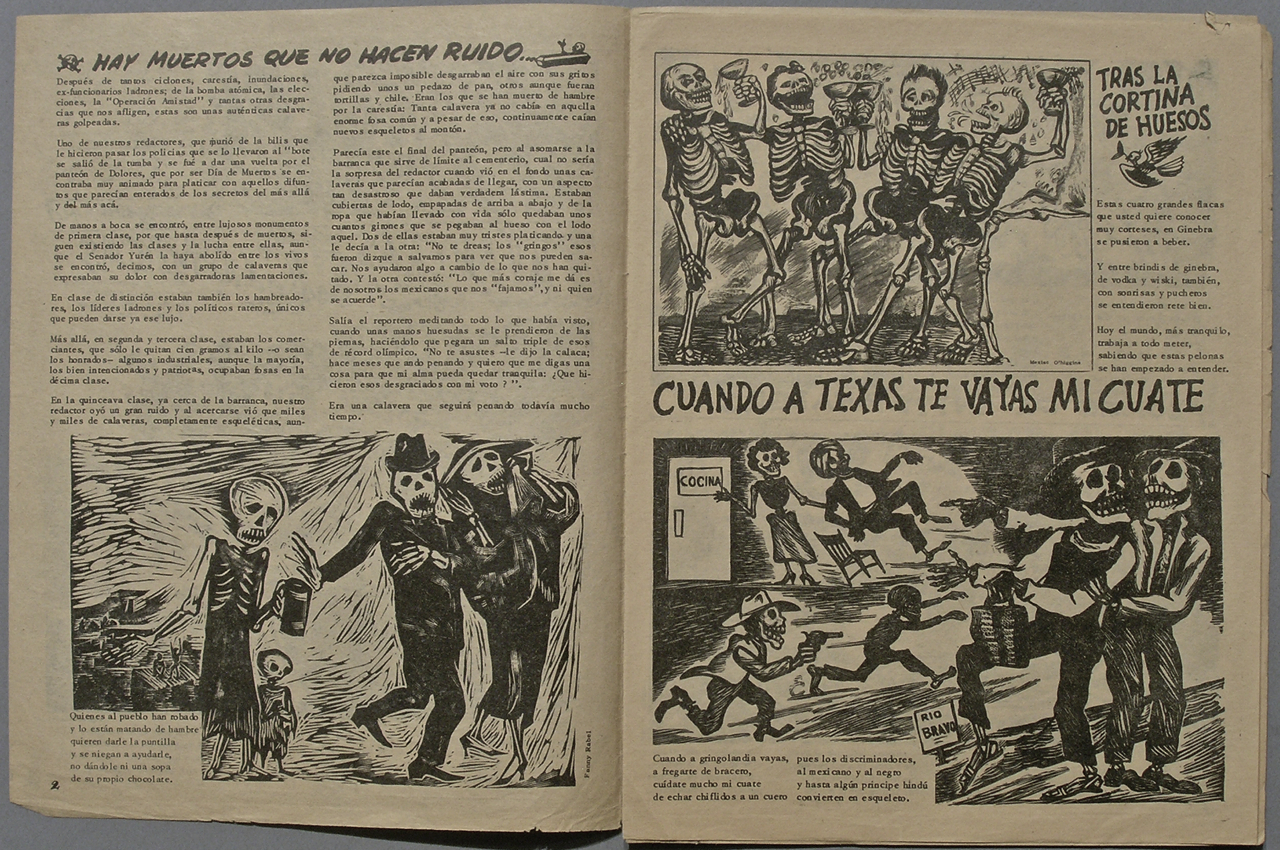 HAY MUERTOS QUE NO HACEN RUIDO...
Después de tantos ciclones, carestía, inundaciones,
ex-funcionarios ladrones; de la bomba atómica, las elec-
ciones, la "Operación Amistad" y tantas otras desgra-
cias que nos afligen, estas son unas auténticas calave-
ras golpeadas.
Uno de nuestros redactores, que murió de la bilis que
le hicieron pasar los policías que se lo llevaron al "bote
se salió de la tumba y se fué a dar una vuelta por el
panteón de Dolores, que por ser Día de Muertos se en-
contraba muy animado para platicar con aquellos difun-
tos que parecían enterados de los secretos del más allá
y del más acá.
De manos a boca se encontró, entre lujosos monumentos
de primera clase, por que hasta después de muertos, si-
guen existiendo las clases y la lucha entre ellas, aun-
que el Senador Yurén la haya abolido entre los vivos
se encontró, decimos, con un grupo de calaveras que
expresaban su dolor con desgarradoras lamentaciones.
En clase de distinción estaban también los hambreado-
res, los líderes ladrones y los políticos rateros, únicos
que pueden darse ya ese lujo.
Más allá, en segunda y tercera clase, estaban los comer-
ciantes, que sólo le quitan cien gramos al kilo --o sean
los honrados-- algunos industriales, aunque la mayoría,
los bien intencionados y patriotas, ocupaban fosas en la
décima clase.
En la quinceava clase, ya cerca de la barranca, nuestro
redactor oyó un gran ruido y al acercarse vió que miles
y miles de calaveras, completamente esqueléticas, aun-
que parezca imposible desgarraban el aire con sus gritos
pidiendo unos un pedazo de pan, otros aunque fueran
tortillas y chile. Eran los que se han muerto de hambre
por la carestía: Tanta calavera ya no cabía en aquella
enorme fosa común y a pesar de eso, continuamente caían
nuevos esqueletos al montón.
Parecía este el final del panteón, pero al asomarse a la
barranca que sirve de límite al cementerio, cual no sería
la sorpresa del redactor cuando vió en el fondo unas ca-
laveras que parecían acabadas de llegar, con un aspecto
tan desastroso que daban verdadera lástima. Estaban
cubiertas de lodo, empapadas de arriba a abajo y de la
ropa que habían llevado con vida sólo quedaban unos
cuantos girones que se pegaban al hueso con el lodo
aquel. Dos de ellas estaban muy tristes platicando y una
le decía a la otra: "No te creas; los "gringos" esos
fueron dizque a salvarnos para ver que nos pueden sa-
car. Nos ayudaron algo a cambio de lo que nos han qui-
tado. Y la otra contestó: "Lo que más coraje me dá es
de nosotros los mexicanos que nos "fajamos", y ni quien
se acuerde".
Salía el reportero meditando todo lo que había visto,
cuando unas manos huesudas se le prendieron de las
piernas, haciéndolo que pegara un salto triple de esos
de récord olímpico. "No te asustes —le dijo la calaca;
hace meses que ando penando y quiero que me digas una
cosa para que mi alma pueda quedar tranquila: ¿Que hi-
cieron esos desgraciados con mi voto ? ".
Era una calavera que seguirá penando todavía mucho
tiempo.
Quienes al pueblo han robado
y lo están matando de hambre
quieren darle la puntilla
y se niegan a ayudarle,
no dándole ni una sopa
de su propio chocolate.
Fanny Rabel
2
TRAS LA
CORTINA
DE HUESOS
Estas cuatro grandes flacas
que usted quiere conocer
muy corteses, en Ginebra
se pusieron a beber.
Y entre brindis de ginebra,
de vodka y wiski, también,
con sonrisas y pucheros
se entendieron rete bien.
Hoy el mundo, más tranquilo,
trabaja a todo meter,
sabiendo que estas pelonas
se han empezado a entender.
CUANDO A TEXAS TE VAYAS MI CUATE
COCINA
RIO
BRAVO
Cuando a gringolandia vayas,
a fregarte de bracero,
cuídate mucho mi cuate
de echar chiflidos a un cuero
pues los discriminadores,
al mexicano y al negro
y hasta algún príncipe hindú
convierten en esqueleto.